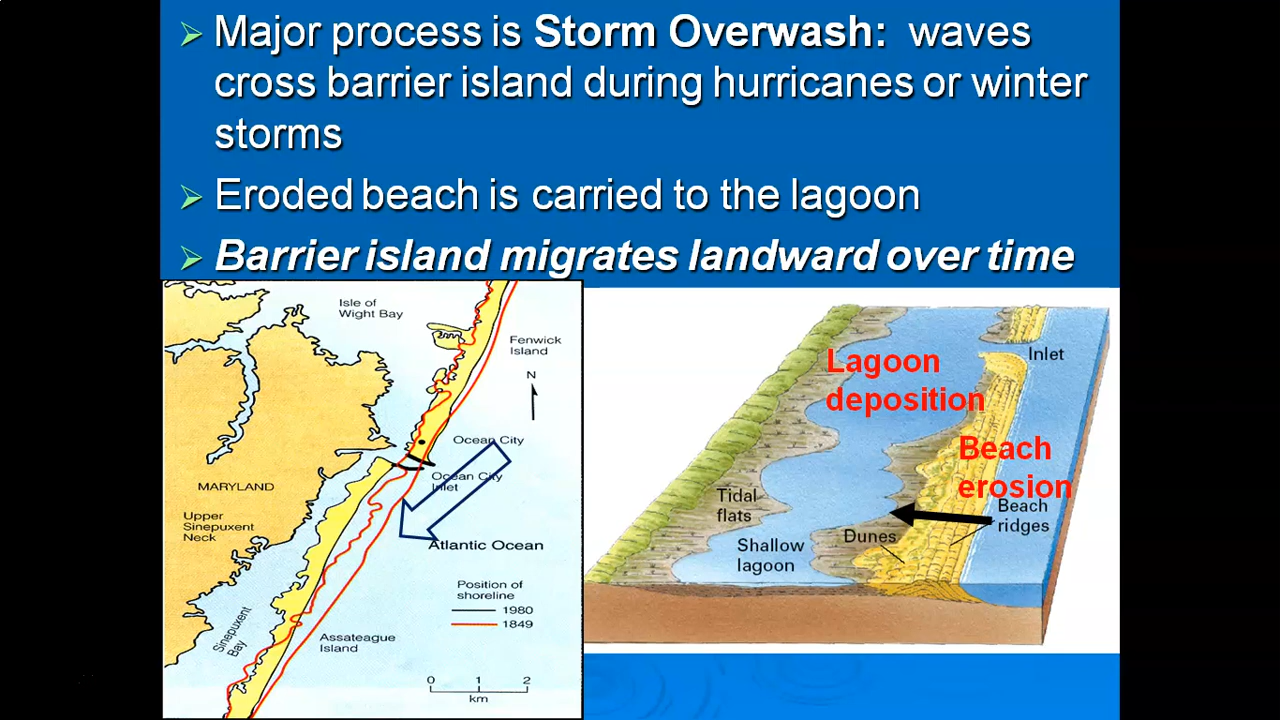 Major process is Storm Overwash: waves
cross barrier island during hurricanes or winter
storms
Eroded beach is carried to the lagoon
Barrier island migrates landward over time
Isle of
Wight Bay
Fenwick
Island
N
Ocean City
Ocean City
Inlet
MARYLAND
Upper
Sinepuxent
Neck
Atlantic Ocean
Position of
shoreline
1980
1849
Sinepuxent
Bay
Assateague
Island
0 1 2
km
Inlet
Lagoon
deposition
Beach
erosion
Beach
ridges
Tidal
flats
Dunes
Shallow
lagoon